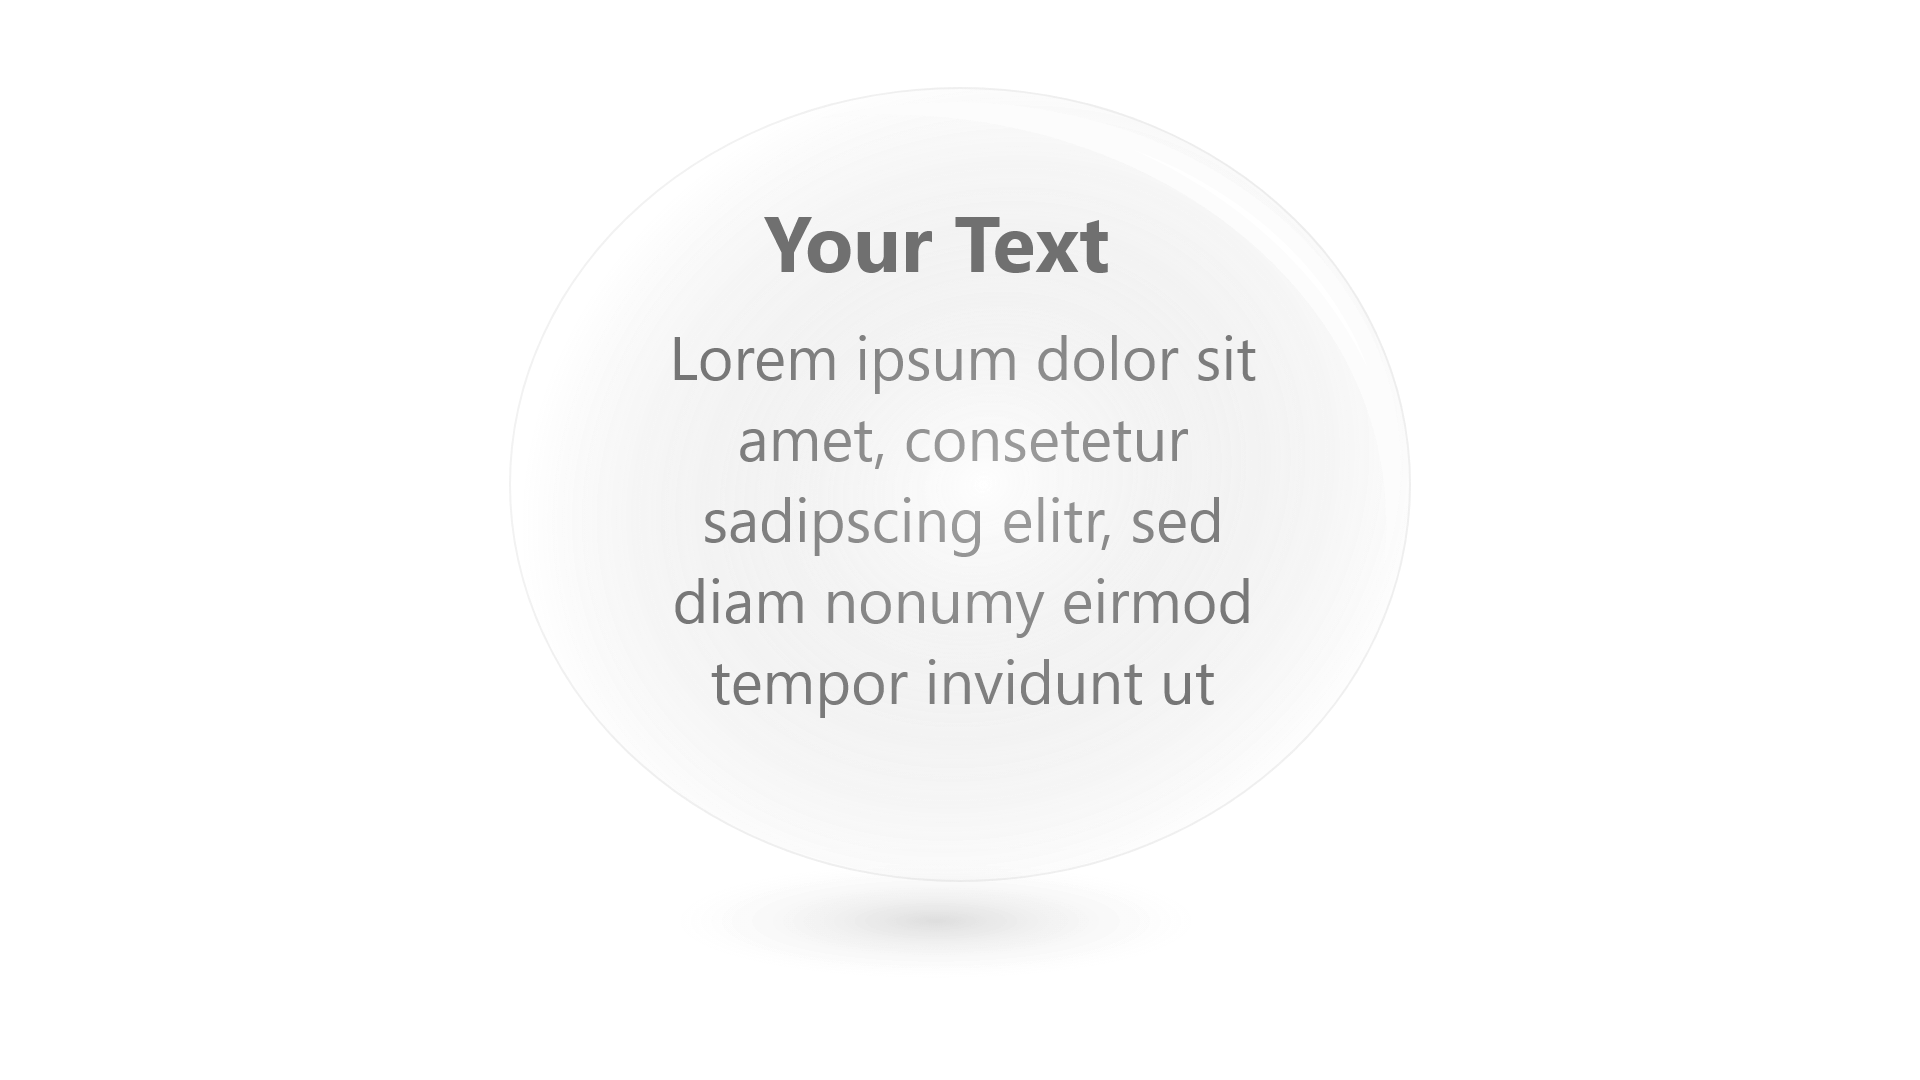 Your Text
Lorem ipsum dolor sit
amet, consetetur
sadipscing elitr, sed
diam nonumy eirmod
tempor invidunt ut